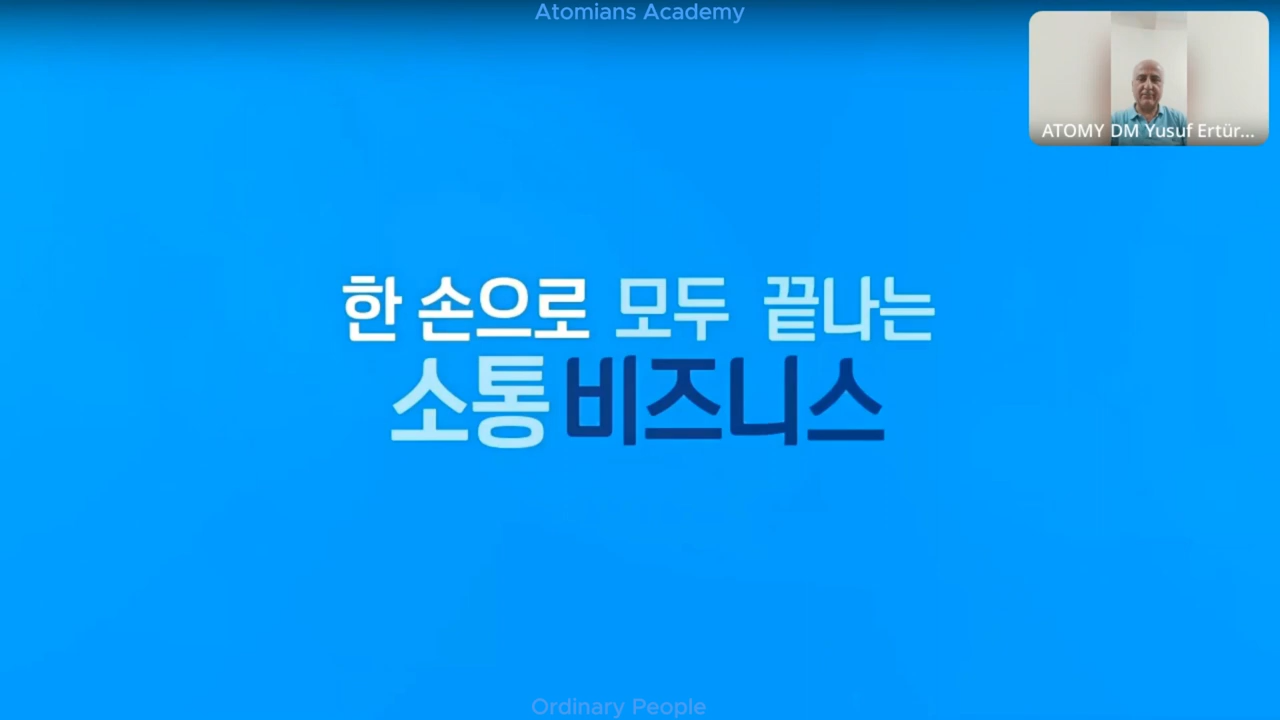 Atomians Academy
ATOMY DM Yusuf Ertür...
한 손으로 모두 끝나는
소통 비즈니스
Ordinary People